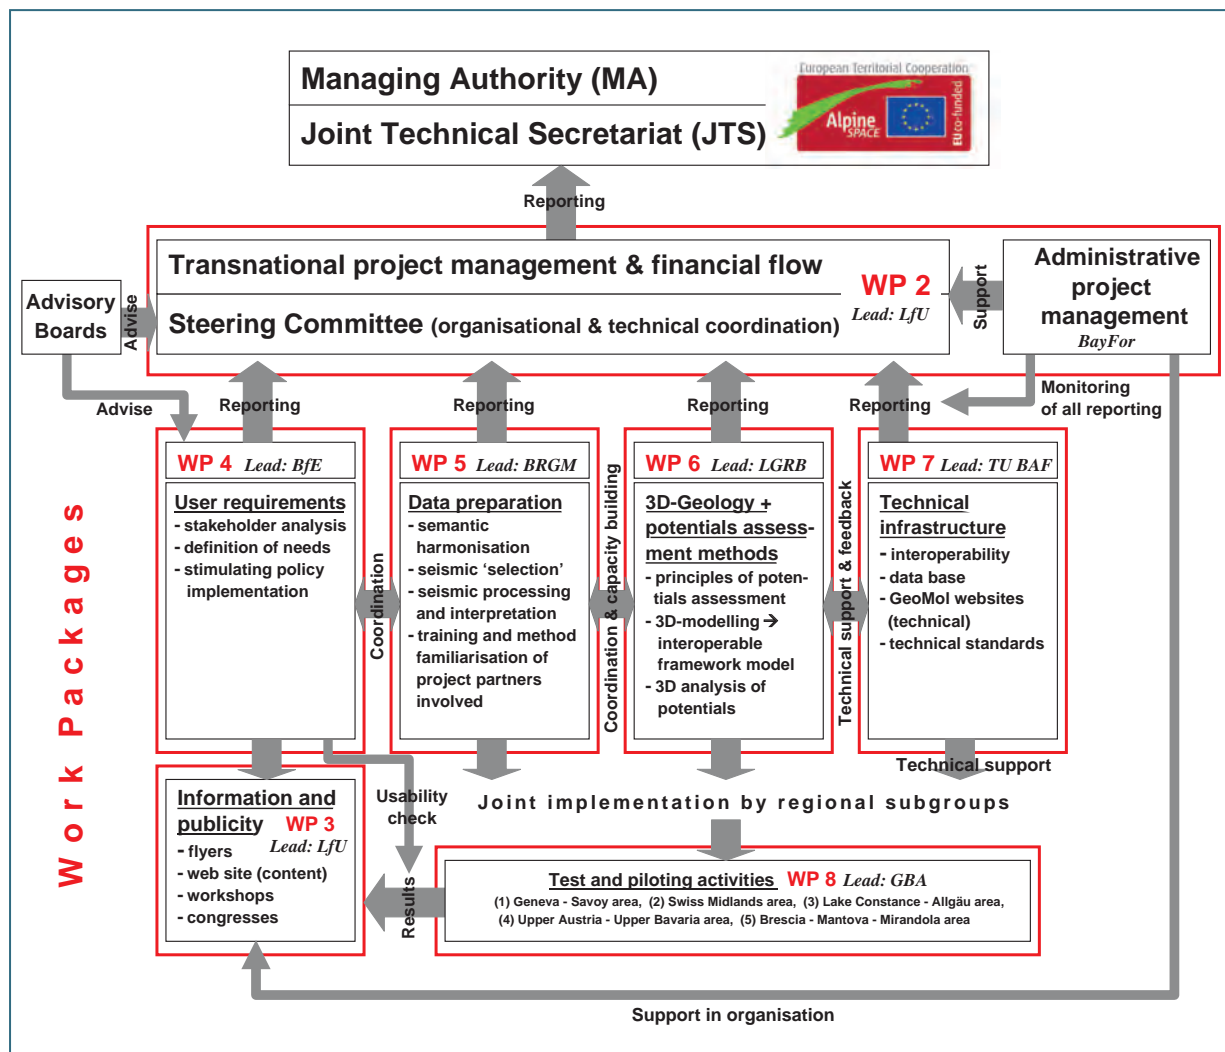 European Territorial Cooperation
Managing Authority (MA)
Joint Technical Secretariat (JTS)
Alpine
SPACE
EU co-funded
Reporting
Transnational project management & financial flow
WP 2
Lead: LfU
Steering Committee (organisational & technical coordination)
Advisory
Boards
Advise
Support
Administrative
project
management
BayFor
Advise
Reporting
Reporting
Reporting
Reporting
Monitoring
of all reporting
Work Packages
WP 4 Lead: BfE
User requirements
- stakeholder analysis
- definition of needs
- stimulating policy
implementation
Coordination
WP 5 Lead: BRGM
Data preparation
- semantic
harmonisation
- seismic ‘selection’
- seismic processing
and interpretation
- training and method
familiarisation of
project partners
involved
Coordination & capacity building
WP 6 Lead: LGRB
3D-Geology +
potentials assess-
ment methods
- principles of poten-
tials assessment
- 3D-modelling →
interoperable
framework model
- 3D analysis of
potentials
Technical support & feedback
WP 7 Lead: TU BAF
Technical
infrastructure
- interoperability
- data base
- GeoMol websites
(technical)
- technical standards
Technical support
Usability
check
Joint implementation by regional subgroups
Information and
publicity WP 3
Lead: LfU
- flyers
- web site (content)
- workshops
- congresses
Results
Test and piloting activities WP 8 Lead: GBA
(1) Geneva - Savoy area, (2) Swiss Midlands area, (3) Lake Constance - Allgäu area,
(4) Upper Austria - Upper Bavaria area, (5) Brescia - Mantova - Mirandola area
Support in organisation